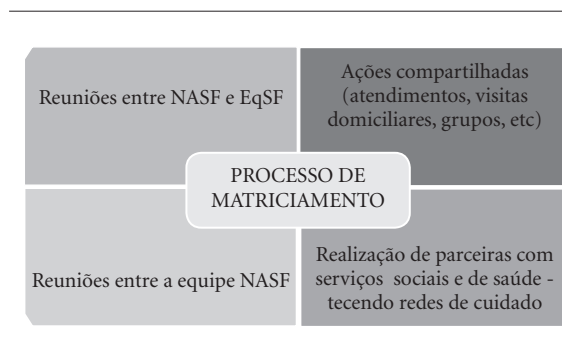 Reuniões entre NASF e EqSF
Ações compartilhadas
(atendimentos, visitas
domiciliares, grupos, etc)
PROCESSO DE
MATRICIAMENTO
Reuniões entre a equipe NASF
Realização de parceiras com
serviços sociais e de saúde -
tecendo redes de cuidado